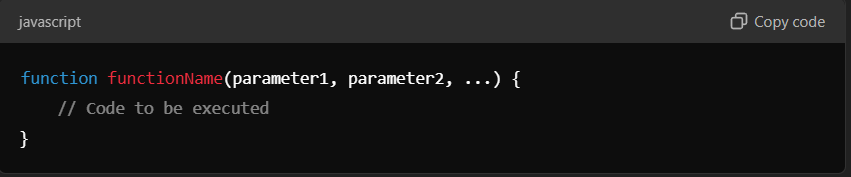 javascript
Copy code
function functionName(parameter1, parameter2, ...) {
// Code to be executed
}